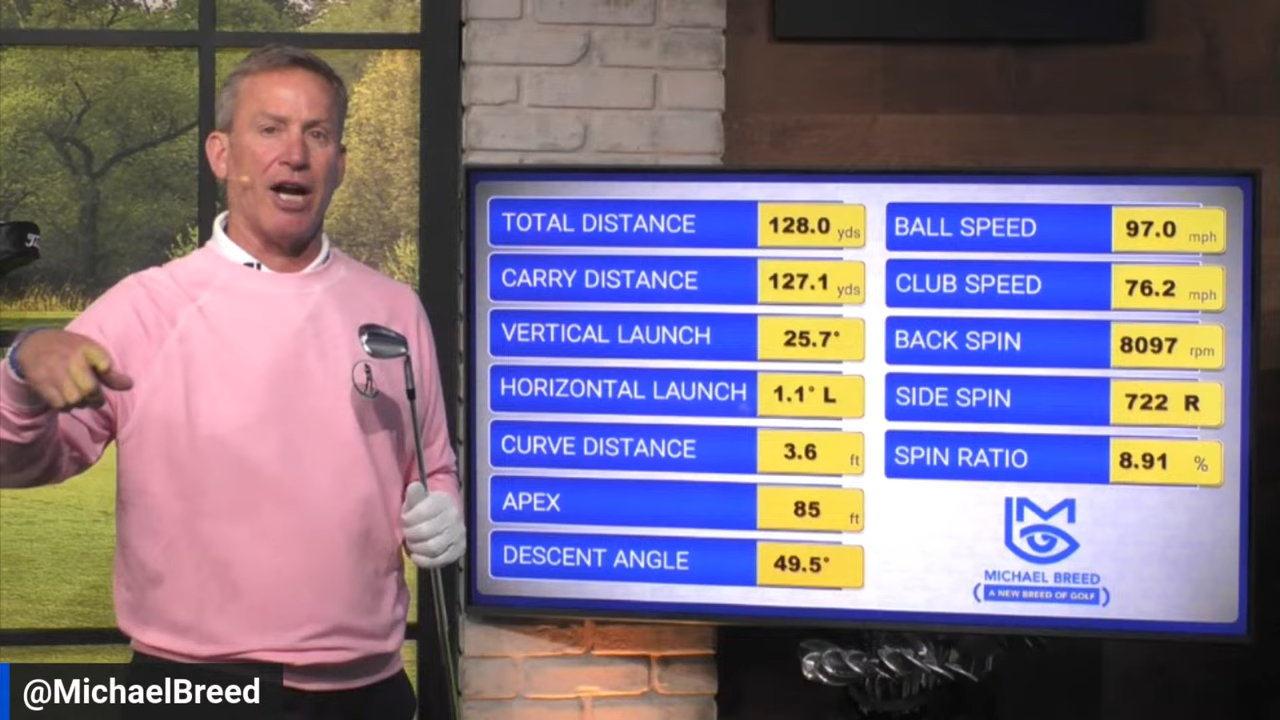 TOTAL DISTANCE 128.0 yds
CARRY DISTANCE 127.1 yds
VERTICAL LAUNCH 25.7°
HORIZONTAL LAUNCH 1.1° L
CURVE DISTANCE 3.6 ft
APEX 85 ft
DESCENT ANGLE 49.5°
BALL SPEED 97.0 mph
CLUB SPEED 76.2 mph
BACK SPIN 8097 rpm
SIDE SPIN 722 R
SPIN RATIO 8.91 %
MICHAEL BREED
(A NEW BREED OF GOLF)
@MichaelBreed